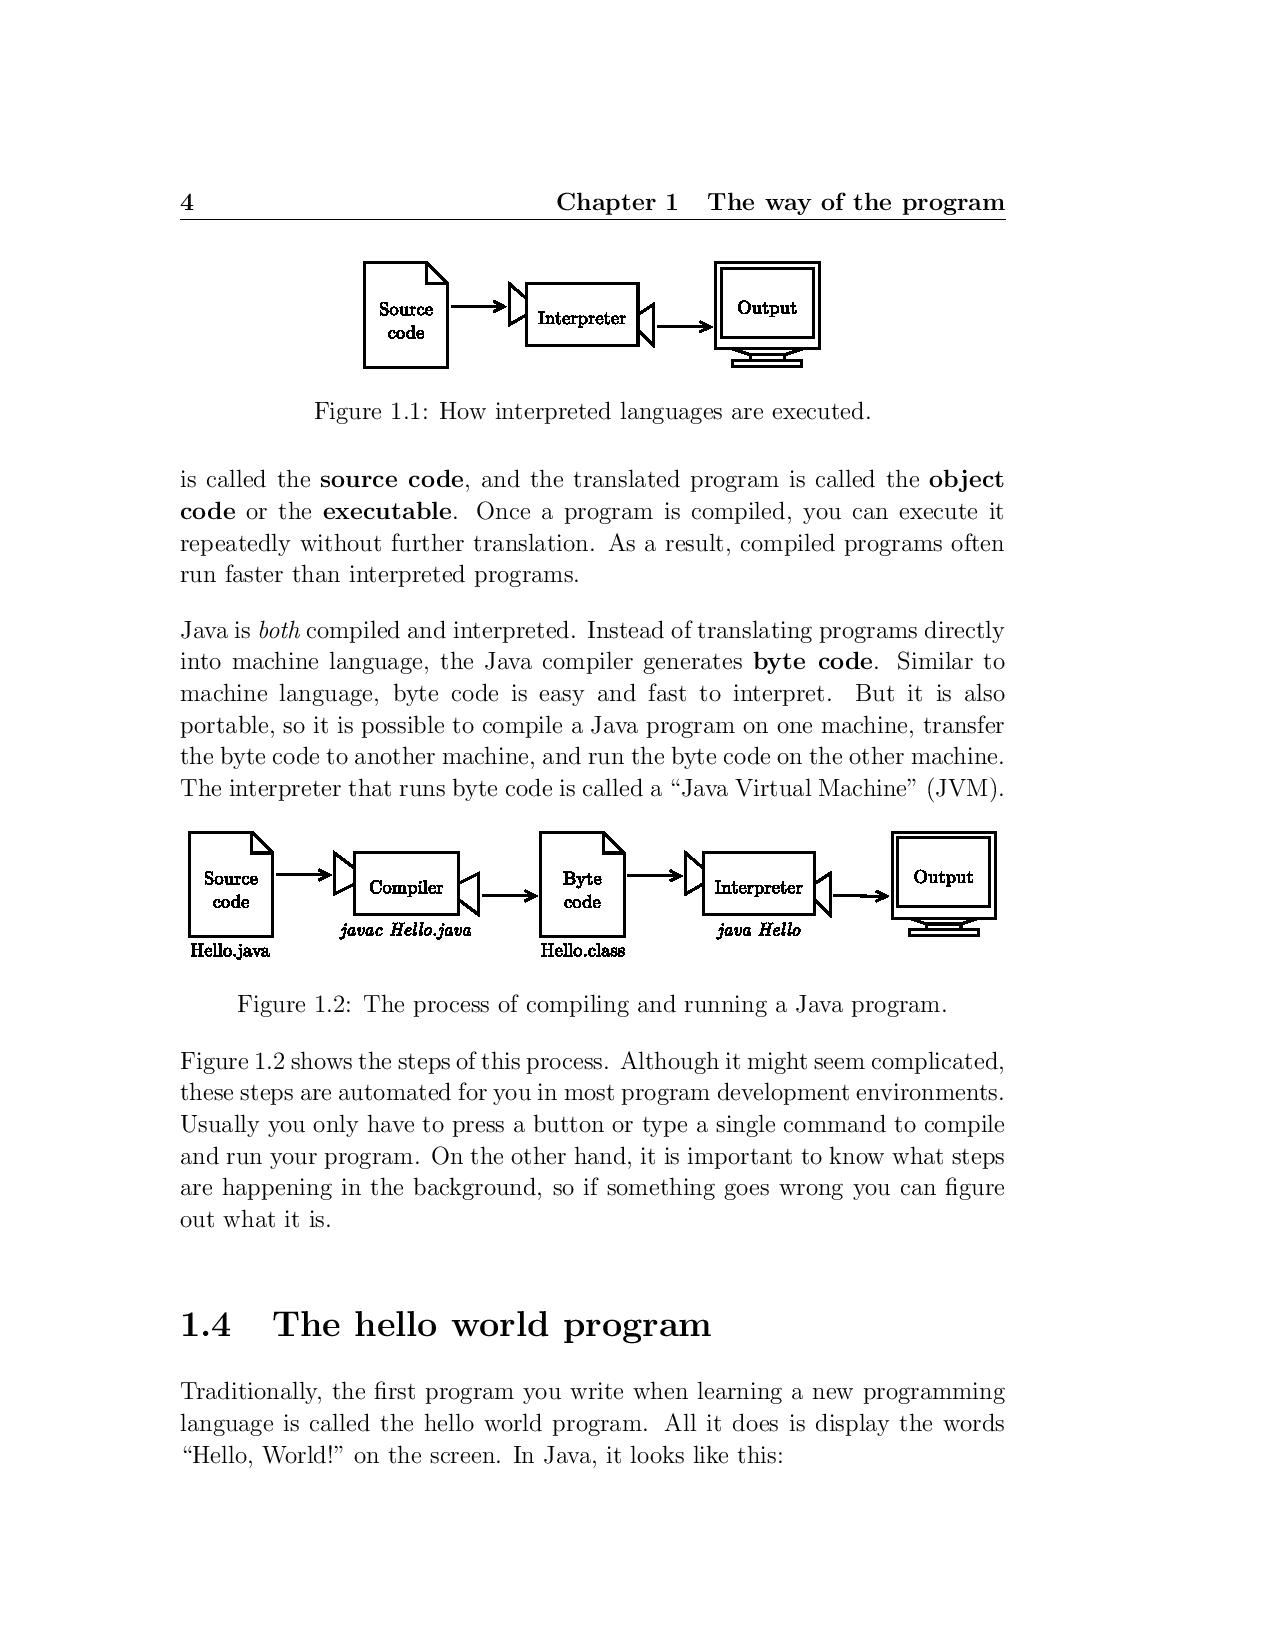 4 Chapter 1 The way of the program
Source
code
Interpreter
Output
Figure 1.1: How interpreted languages are executed.
is called the source code, and the translated program is called the object
code or the executable. Once a program is compiled, you can execute it
repeatedly without further translation. As a result, compiled programs often
run faster than interpreted programs.
Java is both compiled and interpreted. Instead of translating programs directly
into machine language, the Java compiler generates byte code. Similar to
machine language, byte code is easy and fast to interpret. But it is also
portable, so it is possible to compile a Java program on one machine, transfer
the byte code to another machine, and run the byte code on the other machine.
The interpreter that runs byte code is called a “Java Virtual Machine” (JVM).
Source
code
Hello.java
Compiler
javac Hello.java
Byte
code
Hello.class
Interpreter
java Hello
Output
Figure 1.2: The process of compiling and running a Java program.
Figure 1.2 shows the steps of this process. Although it might seem complicated,
these steps are automated for you in most program development environments.
Usually you only have to press a button or type a single command to compile
and run your program. On the other hand, it is important to know what steps
are happening in the background, so if something goes wrong you can figure
out what it is.
1.4 The hello world program
Traditionally, the first program you write when learning a new programming
language is called the hello world program. All it does is display the words
“Hello, World!” on the screen. In Java, it looks like this: